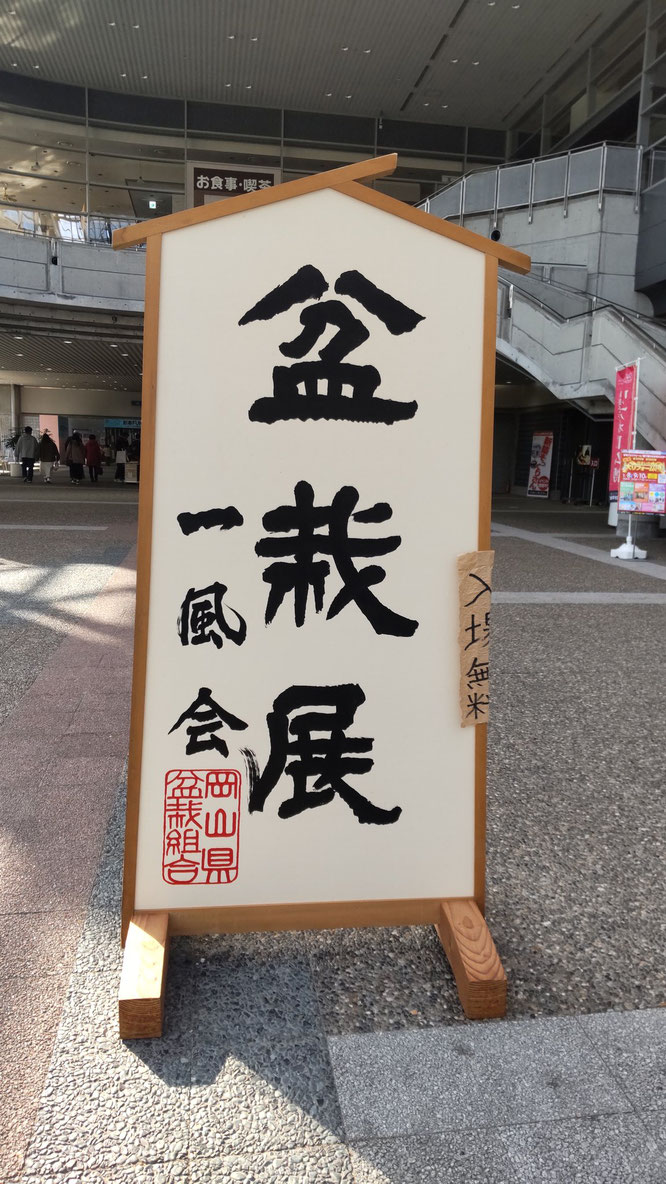 お食事・喫茶
盆栽展
一風会
岡山県
盆栽組合
入場無料